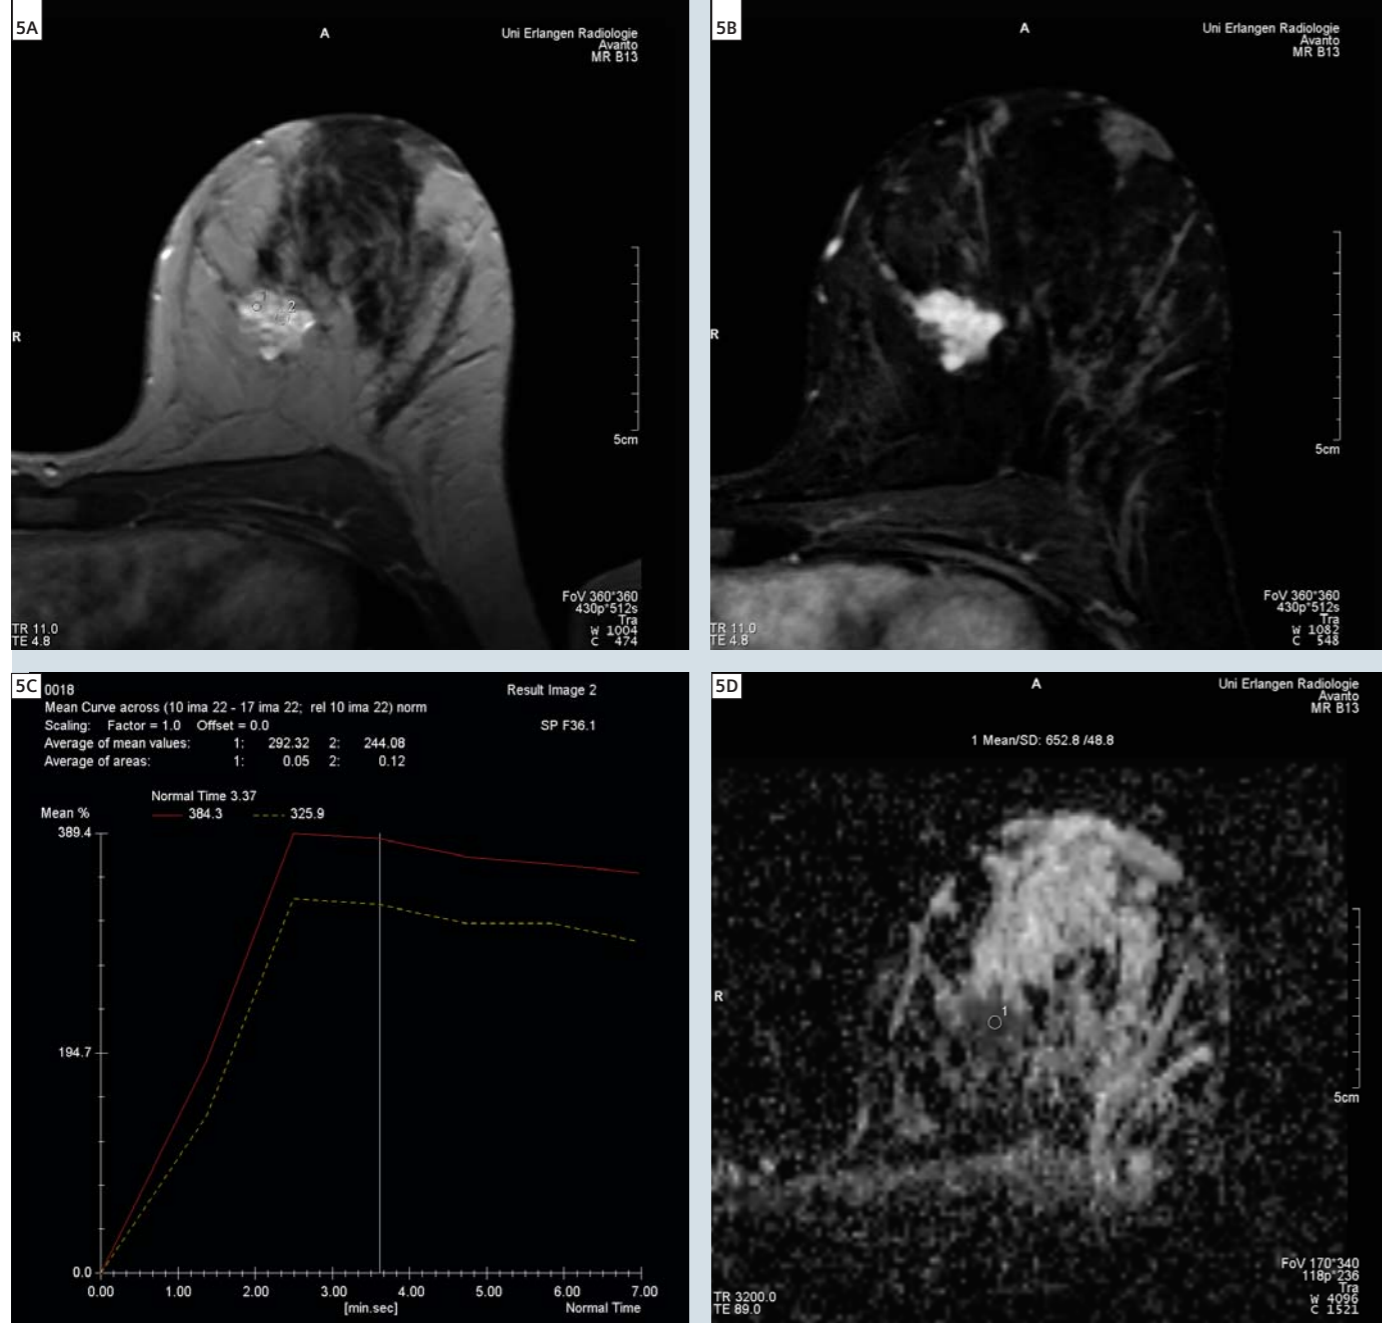 5A
A
Uni Erlangen Radiologie
Avanto
MR B13
1
2
R
5cm
FoV 360*360
430p*512s
Tra
W 1004
C 474
TR 11.0
TE 4.8
5B
A
Uni Erlangen Radiologie
Avanto
MR B13
R
5cm
FoV 360*360
430p*512s
Tra
W 1082
C 548
TR 11.0
TE 4.8
5C
0018
Result Image 2
Mean Curve across (10 ima 22 - 17 ima 22; rel 10 ima 22) norm
Scaling: Factor = 1.0 Offset = 0.0
SP F36.1
Average of mean values: 1: 292.32 2: 244.08
Average of areas: 1: 0.05 2: 0.12
Normal Time 3.37
Mean % 384.3 325.9
389.4
194.7
0.0
0.00 1.00 2.00 3.00 4.00 5.00 6.00 7.00
[min.sec] Normal Time
5D
A
Uni Erlangen Radiologie
Avanto
MR B13
1 Mean/SD: 652.8 /48.8
R
1
5cm
FoV 170*340
118p*236
Tra
W 4096
C 1521
TR 3200.0
TE 89.0